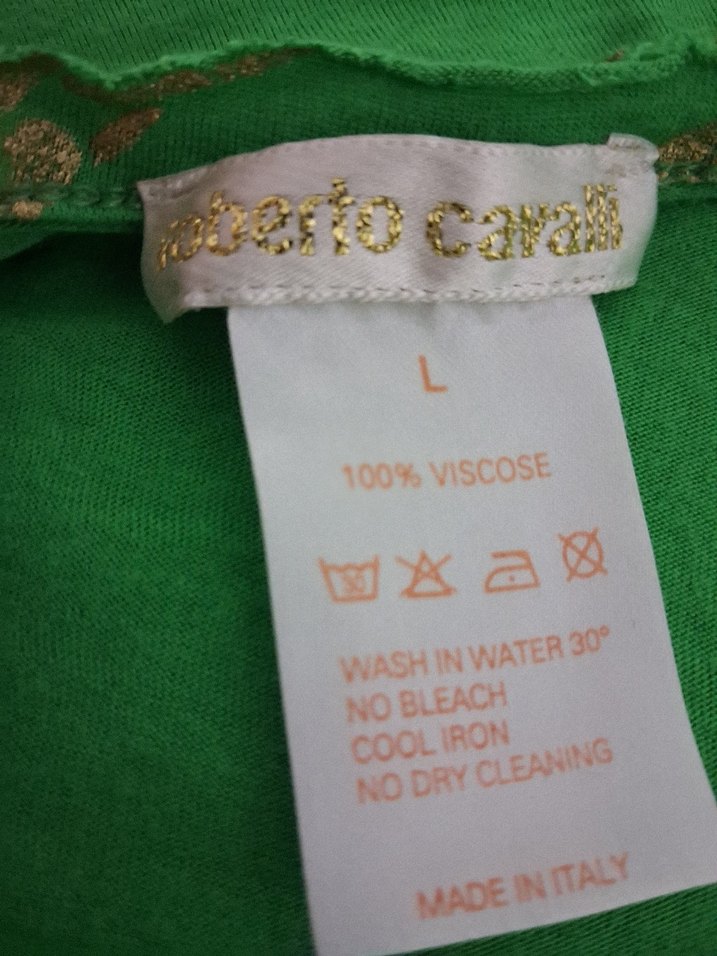 roberto cavalli
L
100% VISCOSE
WASH IN WATER 30°
NO BLEACH
COOL IRON
NO DRY CLEANING
MADE IN ITALY